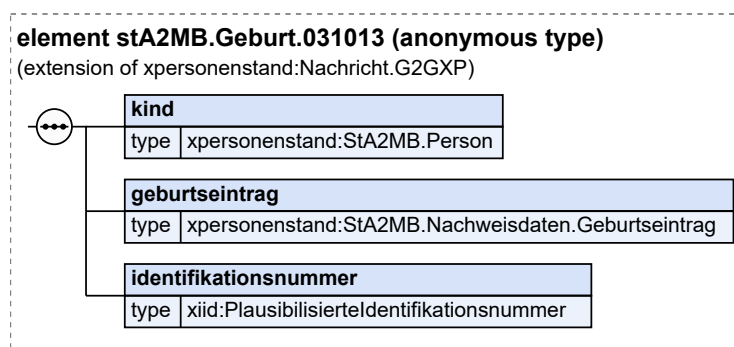 element stA2MB.Geburt.031013 (anonymous type)
(extension of xpersonenstand:Nachricht.G2GXP)
kind
type xpersonenstand:StA2MB.Person
geburtseintrag
type xpersonenstand:StA2MB.Nachweisdaten.Geburtseintrag
identifikationsnummer
type xiid:PlausibilisierteIdentifikationsnummer